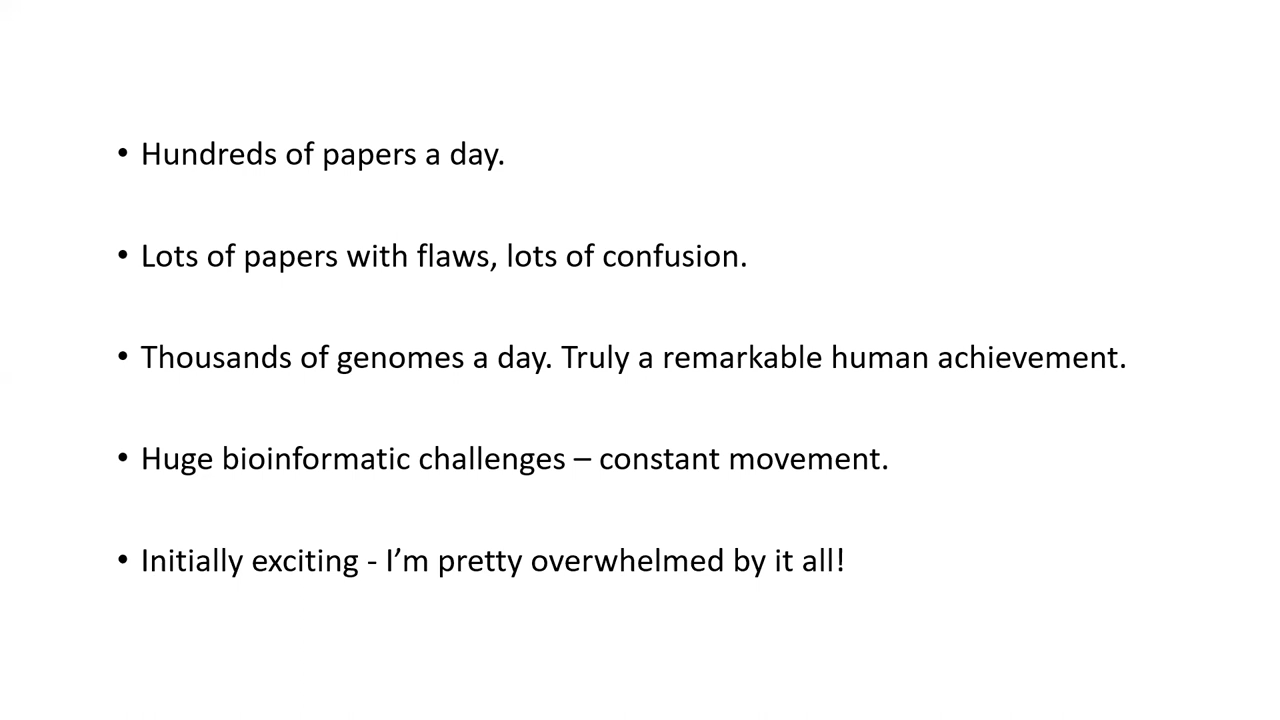 • Hundreds of papers a day.
• Lots of papers with flaws, lots of confusion.
• Thousands of genomes a day. Truly a remarkable human achievement.
• Huge bioinformatic challenges – constant movement.
• Initially exciting - I’m pretty overwhelmed by it all!